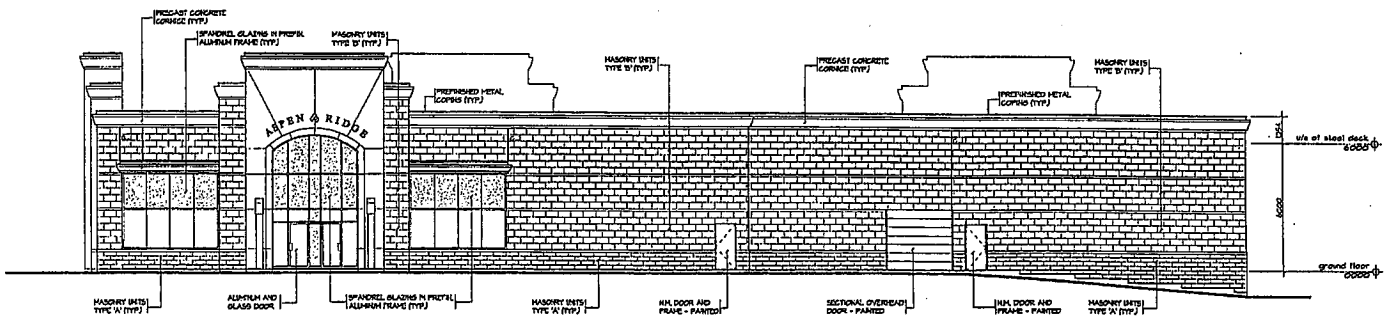 PRECAST CONCRETE
CORNICE (TYP.)
SPANDREL GLAZING IN PREFIN.
ALUMINUM FRAME (TYP.)
MASONRY UNITS
TYPE 'B' (TYP.)
MASONRY UNITS
TYPE 'B' (TYP.)
PRECAST CONCRETE
CORNICE (TYP.)
MASONRY UNITS
TYPE 'B' (TYP.)
PREFINISHED METAL
COPING (TYP.)
PREFINISHED METAL
COPING (TYP.)
ASPEN RIDGE
u/s of steel deck
6000
6000
ground floor
0000
MASONRY UNITS
TYPE 'A' (TYP.)
ALUMINUM AND
GLASS DOOR
SPANDREL GLAZING IN PREFIN.
ALUMINUM FRAME (TYP.)
MASONRY UNITS
TYPE 'A' (TYP.)
H.M. DOOR AND
FRAME - PAINTED
SECTIONAL OVERHEAD
DOOR - PAINTED
H.M. DOOR AND
FRAME - PAINTED
MASONRY UNITS
TYPE 'A' (TYP.)